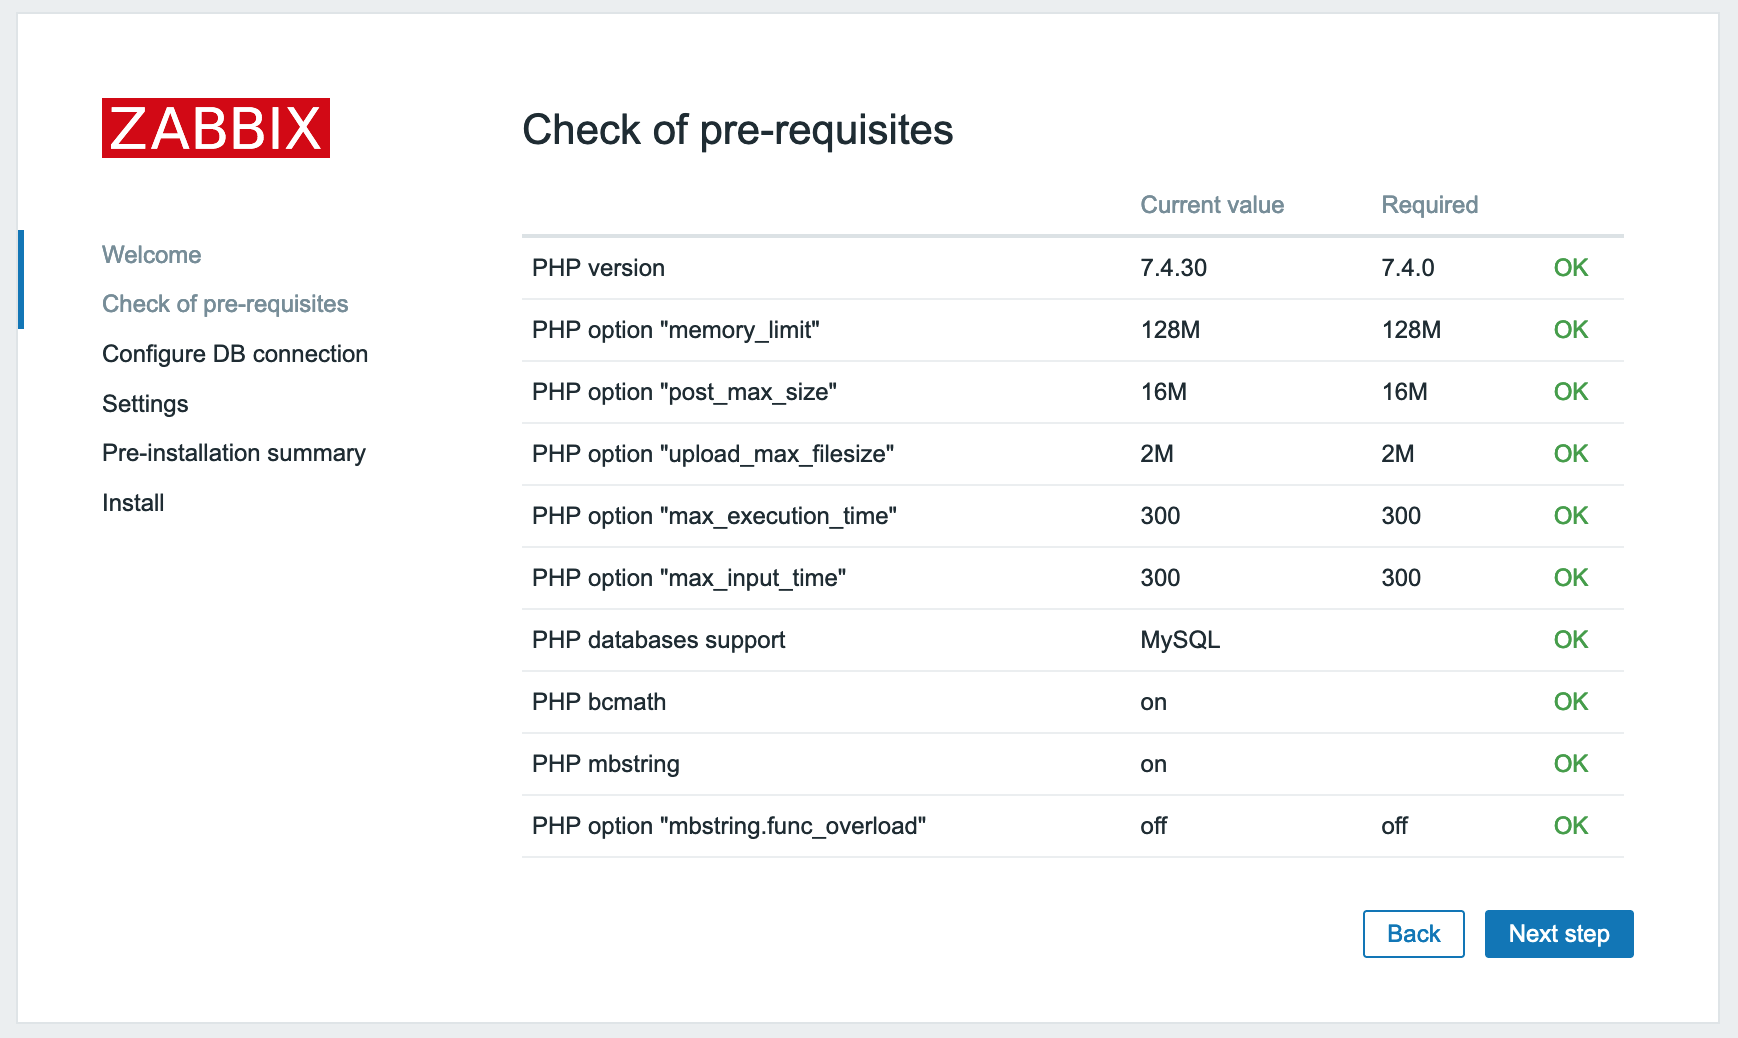 ZABBIX
Welcome
Check of pre-requisites
Configure DB connection
Settings
Pre-installation summary
Install
Check of pre-requisites
Current value Required
PHP version 7.4.30 7.4.0 OK
PHP option "memory_limit" 128M 128M OK
PHP option "post_max_size" 16M 16M OK
PHP option "upload_max_filesize" 2M 2M OK
PHP option "max_execution_time" 300 300 OK
PHP option "max_input_time" 300 300 OK
PHP databases support MySQL OK
PHP bcmath on OK
PHP mbstring on OK
PHP option "mbstring.func_overload" off off OK
Back Next step